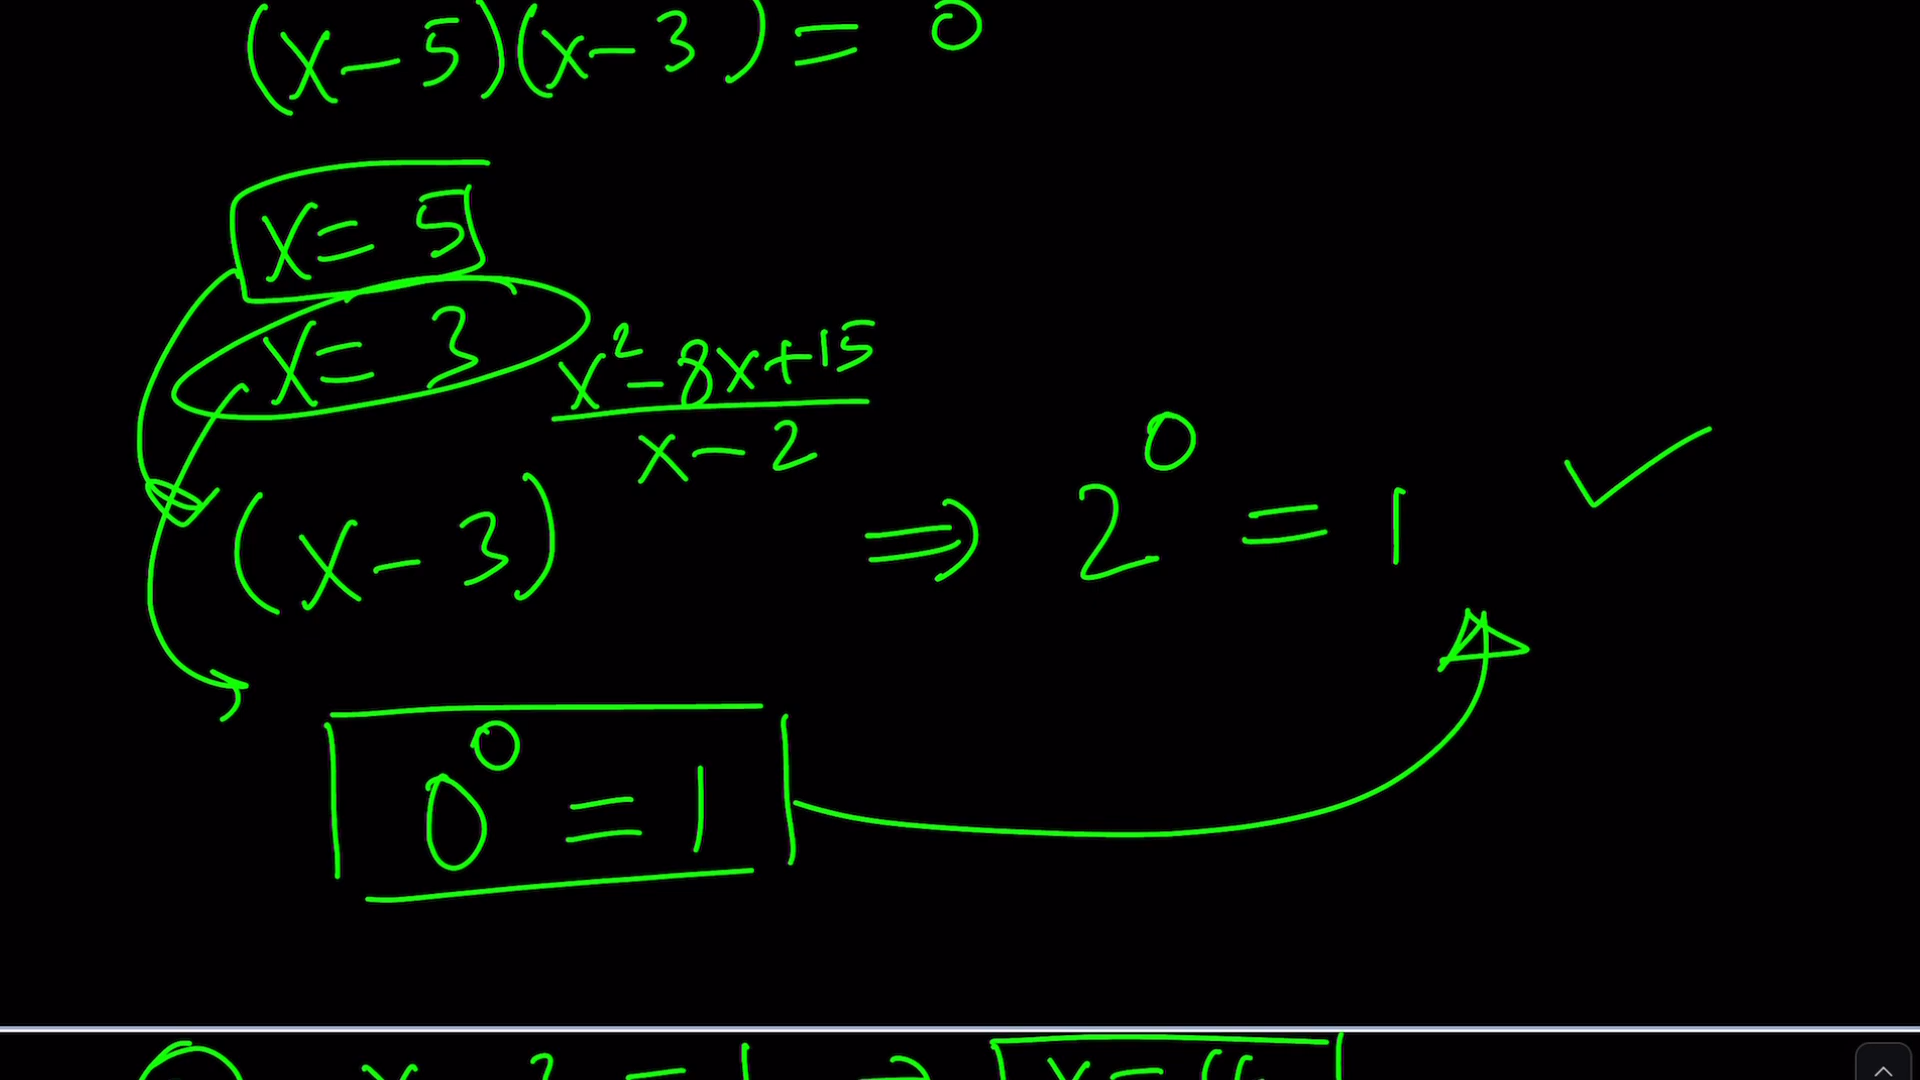 (x-5)(x-3) = 0
x = 5
x = 3
x²-8x+15
x-2
(x-3) ⇒ 2⁰ = 1 ✓
0⁰ = 1